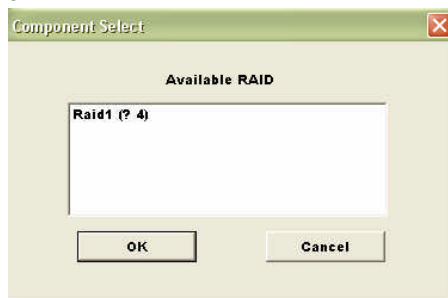 Component Select
Available RAID
Raid1 (? 4)
OK
Cancel